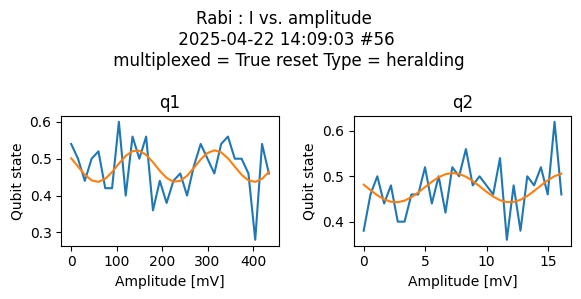 Rabi : I vs. amplitude
2025-04-22 14:09:03 #56
multiplexed = True reset Type = heralding
q1
q2
Qubit state
0.6
0.5
0.4
0.3
0
100
200
300
400
Amplitude [mV]
Qubit state
0.6
0.5
0.4
0
5
10
15
Amplitude [mV]